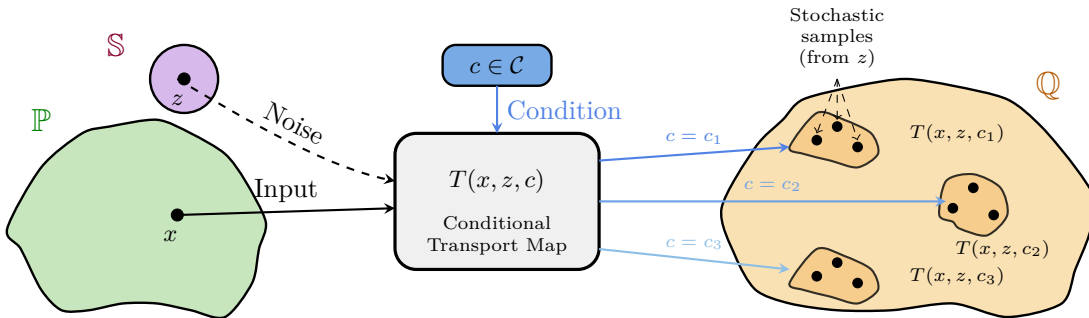 𝕊
z
ℙ
x
Noise
Input
c ∈ 𝒞
Condition
T(x, z, c)
Conditional
Transport Map
c = c₁
c = c₂
c = c₃
Stochastic
samples
(from z)
ℚ
T(x, z, c₁)
T(x, z, c₂)
T(x, z, c₃)